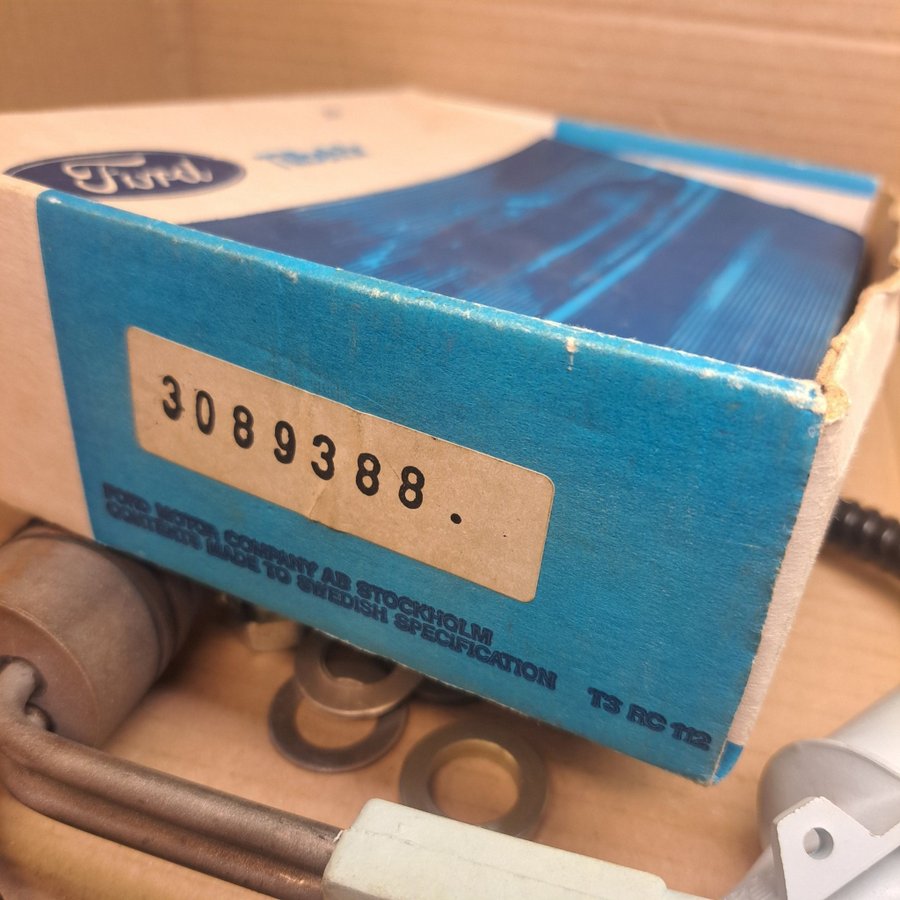 Ford
3089388.
FORD MOTOR COMPANY AB STOCKHOLM
CONTENTS MADE TO SWEDISH SPECIFICATION T3 RC 112